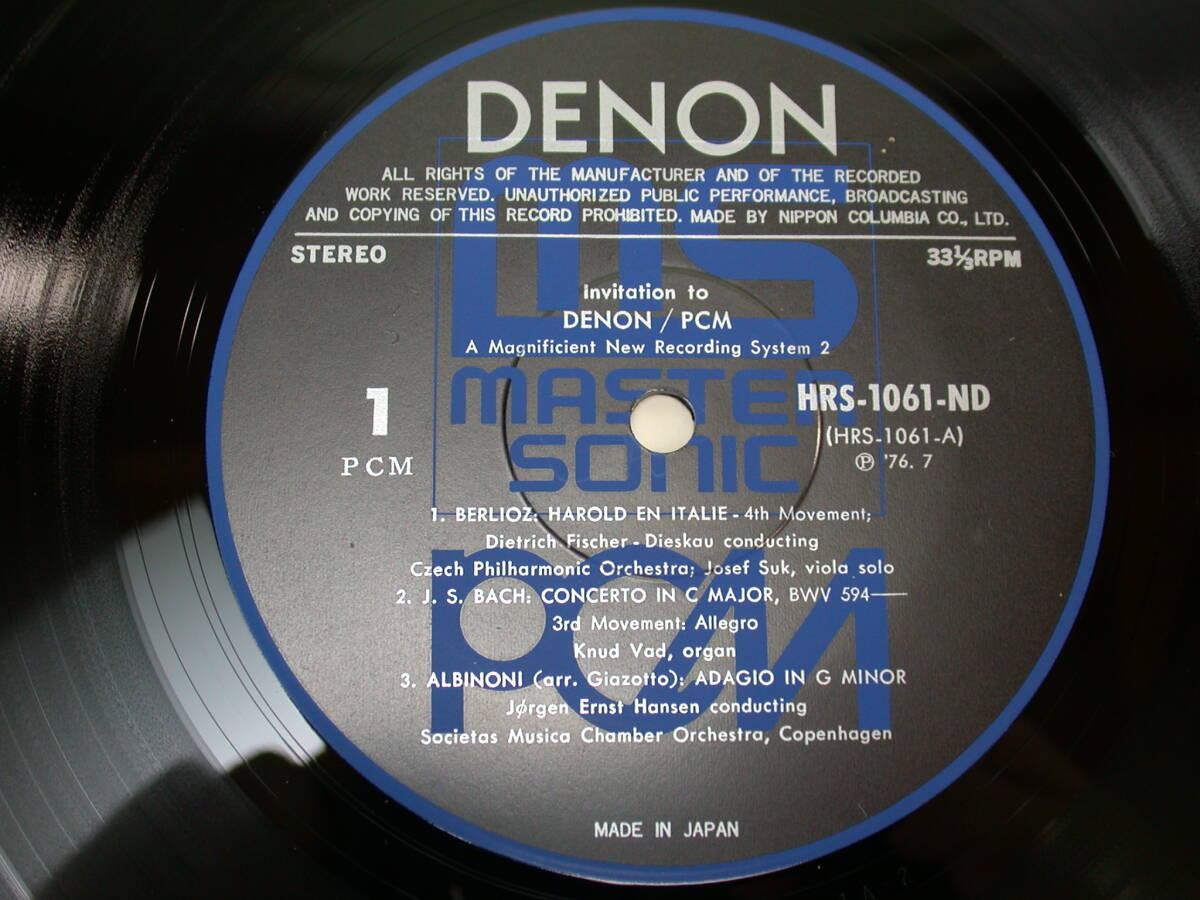 DENON
ALL RIGHTS OF THE MANUFACTURER AND OF THE RECORDED
WORK RESERVED. UNAUTHORIZED PUBLIC PERFORMANCE, BROADCASTING
AND COPYING OF THIS RECORD PROHIBITED. MADE BY NIPPON COLUMBIA CO., LTD.
STEREO
33⅓RPM
ms
invitation to
DENON / PCM
A Magnificient New Recording System 2
MASTER
SONIC
1
PCM
HRS-1061-ND
(HRS-1061-A)
Ⓟ '76. 7
1. BERLIOZ: HAROLD EN ITALIE - 4th Movement;
Dietrich Fischer - Dieskau conducting
Czech Philharmonic Orchestra; Josef Suk, viola solo
2. J. S. BACH: CONCERTO IN C MAJOR, BWV 594—
3rd Movement: Allegro
Knud Vad, organ
3. ALBINONI (arr. Giazotto): ADAGIO IN G MINOR
Jørgen Ernst Hansen conducting
Societas Musica Chamber Orchestra, Copenhagen
PCM
MADE IN JAPAN